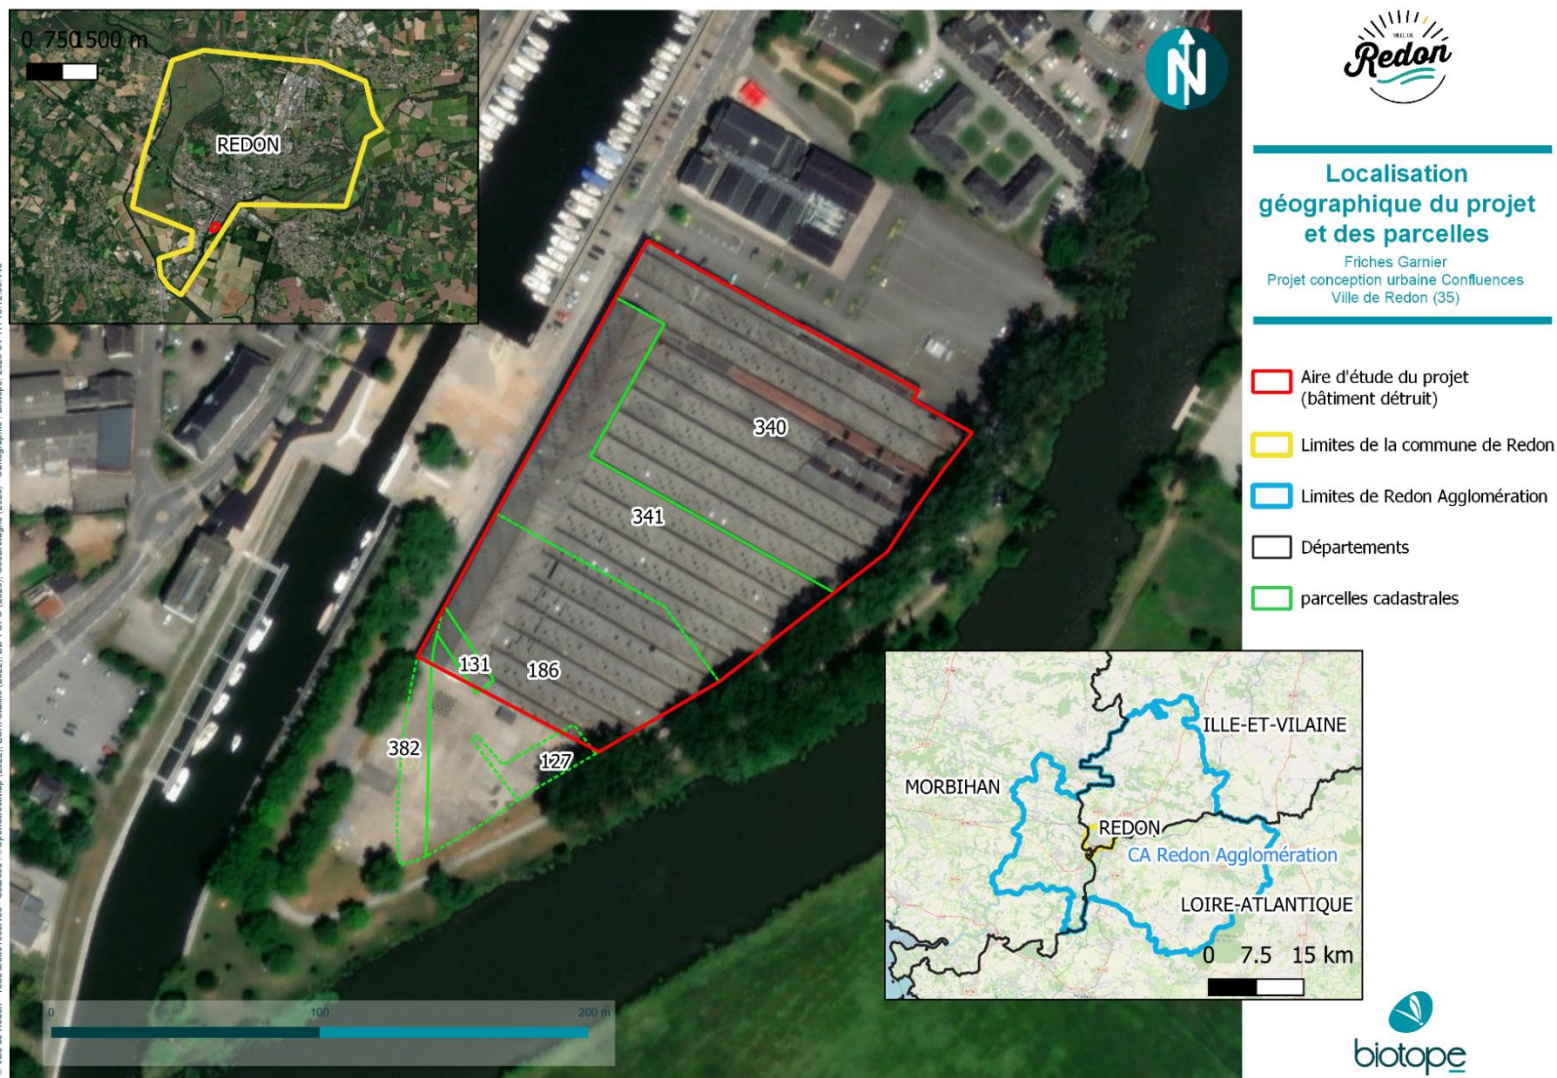 0 750 1500 m
REDON
N
VILLE DE
Redon
Localisation
géographique du projet
et des parcelles
Friches Garnier
Projet conception urbaine Confluences
Ville de Redon (35)
Aire d'étude du projet
(bâtiment détruit)
Limites de la commune de Redon
Limites de Redon Agglomération
Départements
parcelles cadastrales
340
341
131
186
382
127
ILLE-ET-VILAINE
MORBIHAN
REDON
CA Redon Agglomération
LOIRE-ATLANTIQUE
0 7.5 15 km
0 100 200 m
biotope